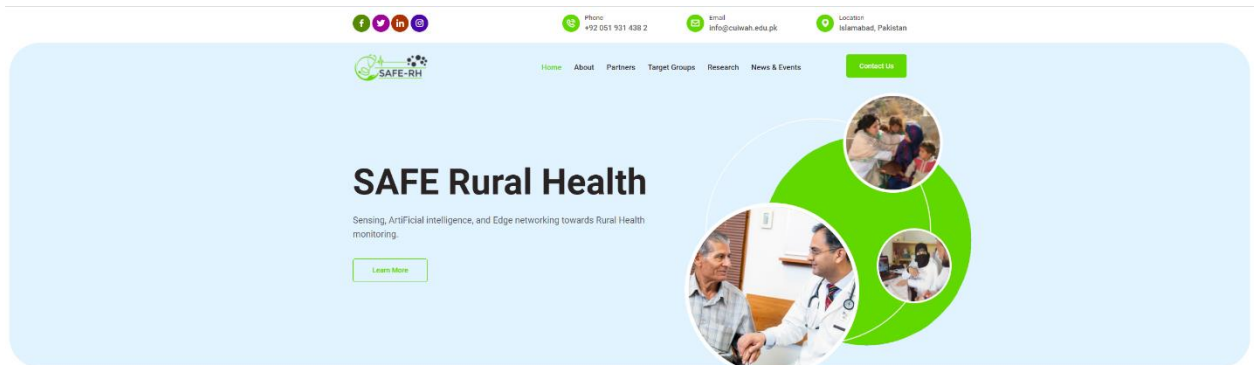 Phone
+92 051 931 438 2
Email
info@cuiwah.edu.pk
Location
Islamabad, Pakistan
SAFE-RH
Home About Partners Target Groups Research News & Events
Contact Us
SAFE Rural Health
Sensing, ArtiFicial intelligence, and Edge networking towards Rural Health
monitoring.
Learn More